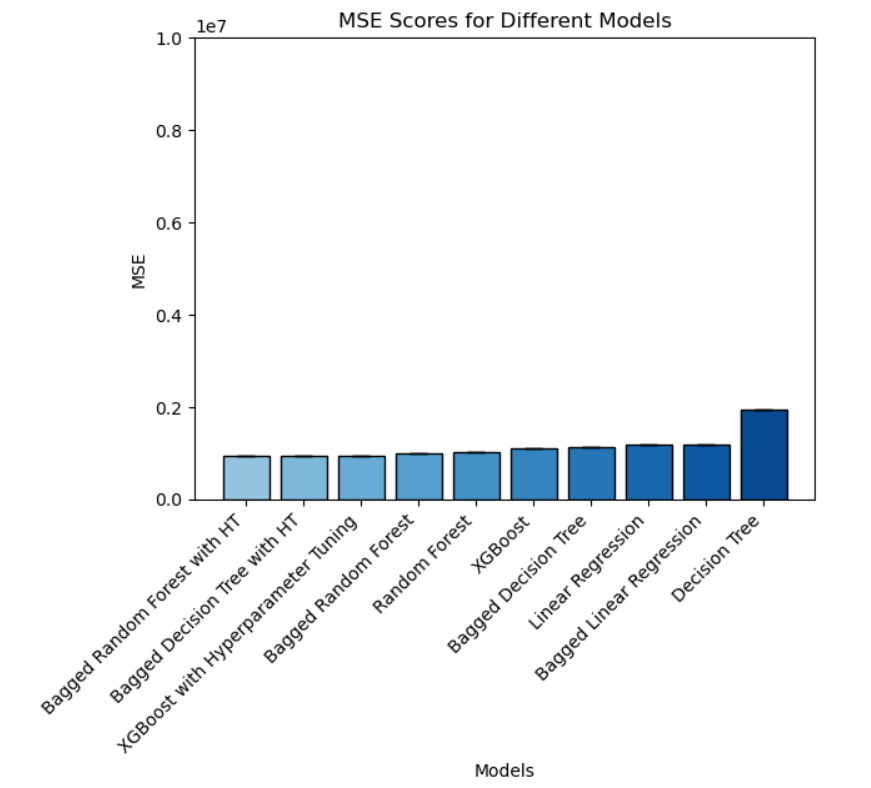 MSE Scores for Different Models
1e7
1.0
0.8
0.6
0.4
0.2
0.0
MSE
Bagged Random Forest with HT
Bagged Decision Tree with HT
XGBoost with Hyperparameter Tuning
Bagged Random Forest
Random Forest
XGBoost
Bagged Decision Tree
Linear Regression
Bagged Linear Regression
Decision Tree
Models